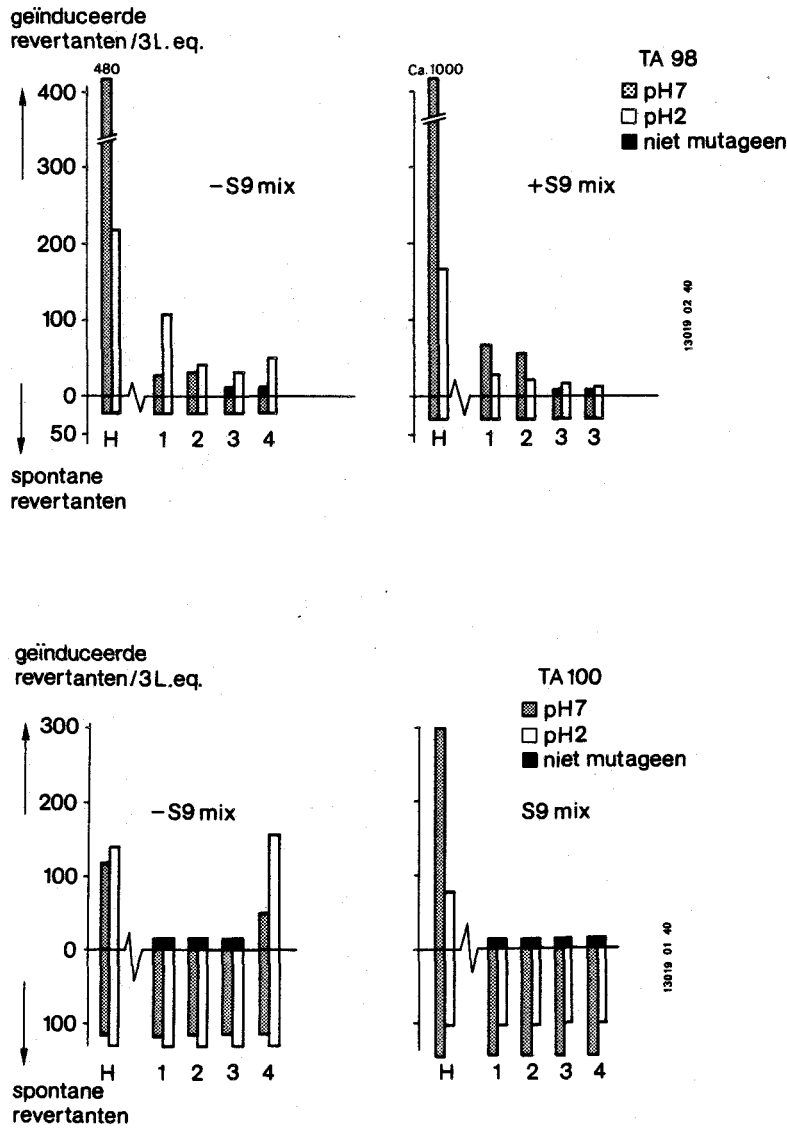 geïnduceerde
revertanten/3L.eq.
480
400
300
200
100
0
50
-S9 mix
H 1 2 3 4
spontane
revertanten
Ca. 1000
TA 98
pH7
pH2
niet mutageen
+S9 mix
H 1 2 3 3
13019 02 40
geïnduceerde
revertanten/3L.eq.
300
200
100
0
100
-S9 mix
H 1 2 3 4
spontane
revertanten
TA 100
pH7
pH2
niet mutageen
S9 mix
H 1 2 3 4
13019 01 40